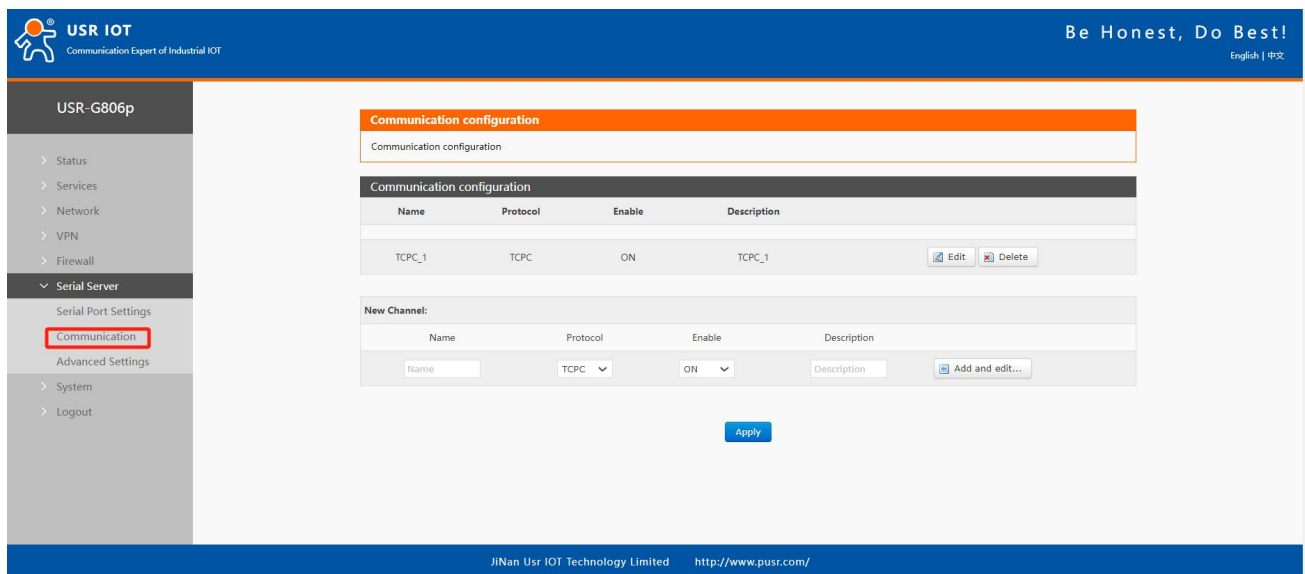 USR IOT
Communication Expert of Industrial IOT
Be Honest, Do Best!
English | 中文
USR-G806p
Status
Services
Network
VPN
Firewall
Serial Server
Serial Port Settings
Communication
Advanced Settings
System
Logout
Communication configuration
Communication configuration
Communication configuration
Name Protocol Enable Description
TCPC_1 TCPC ON TCPC_1 Edit Delete
New Channel:
Name Protocol Enable Description
Name TCPC ON Description Add and edit...
Apply
JiNan Usr IOT Technology Limited http://www.pusr.com/